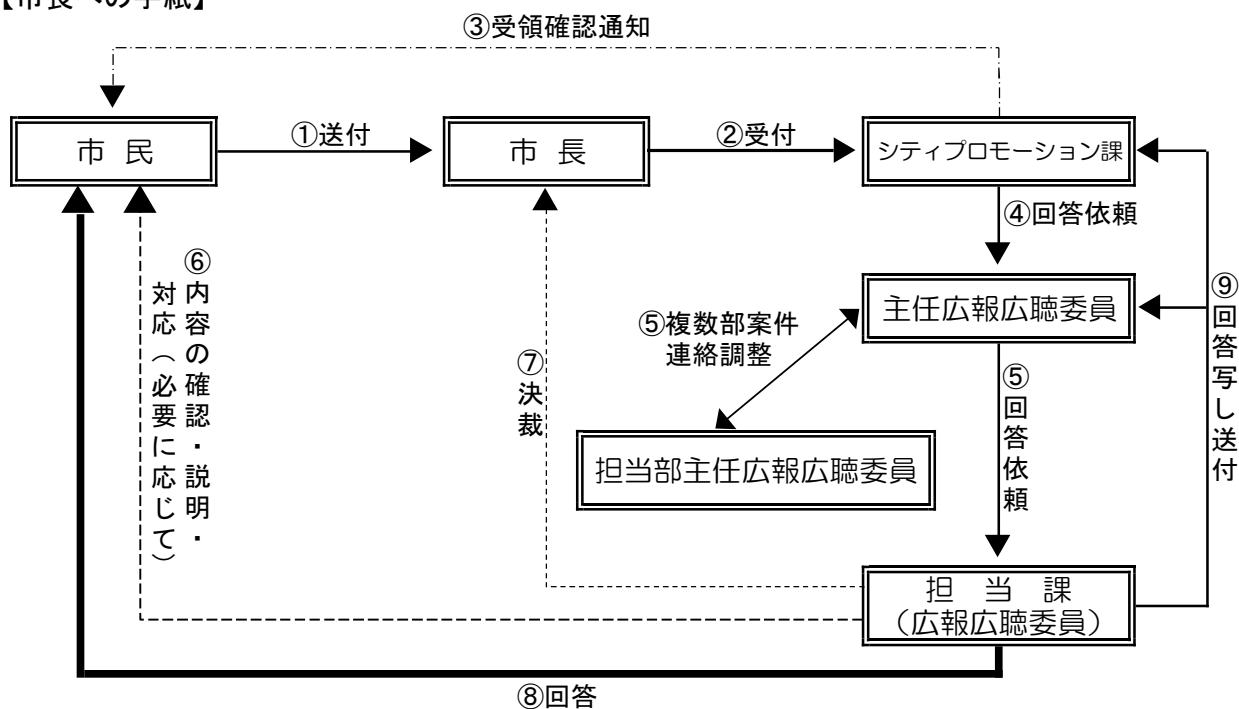 【市長への手紙】
③受領確認通知
市 民
①送付
市 長
②受付
シティプロモーション課
④回答依頼
主任広報広聴委員
⑤複数部案件
連絡調整
担当部主任広報広聴委員
⑤回答依頼
担 当 課
（広報広聴委員）
⑥内容の確認・説明・
対応（必要に応じて）
⑦決裁
⑧回答
⑨回答写し送付